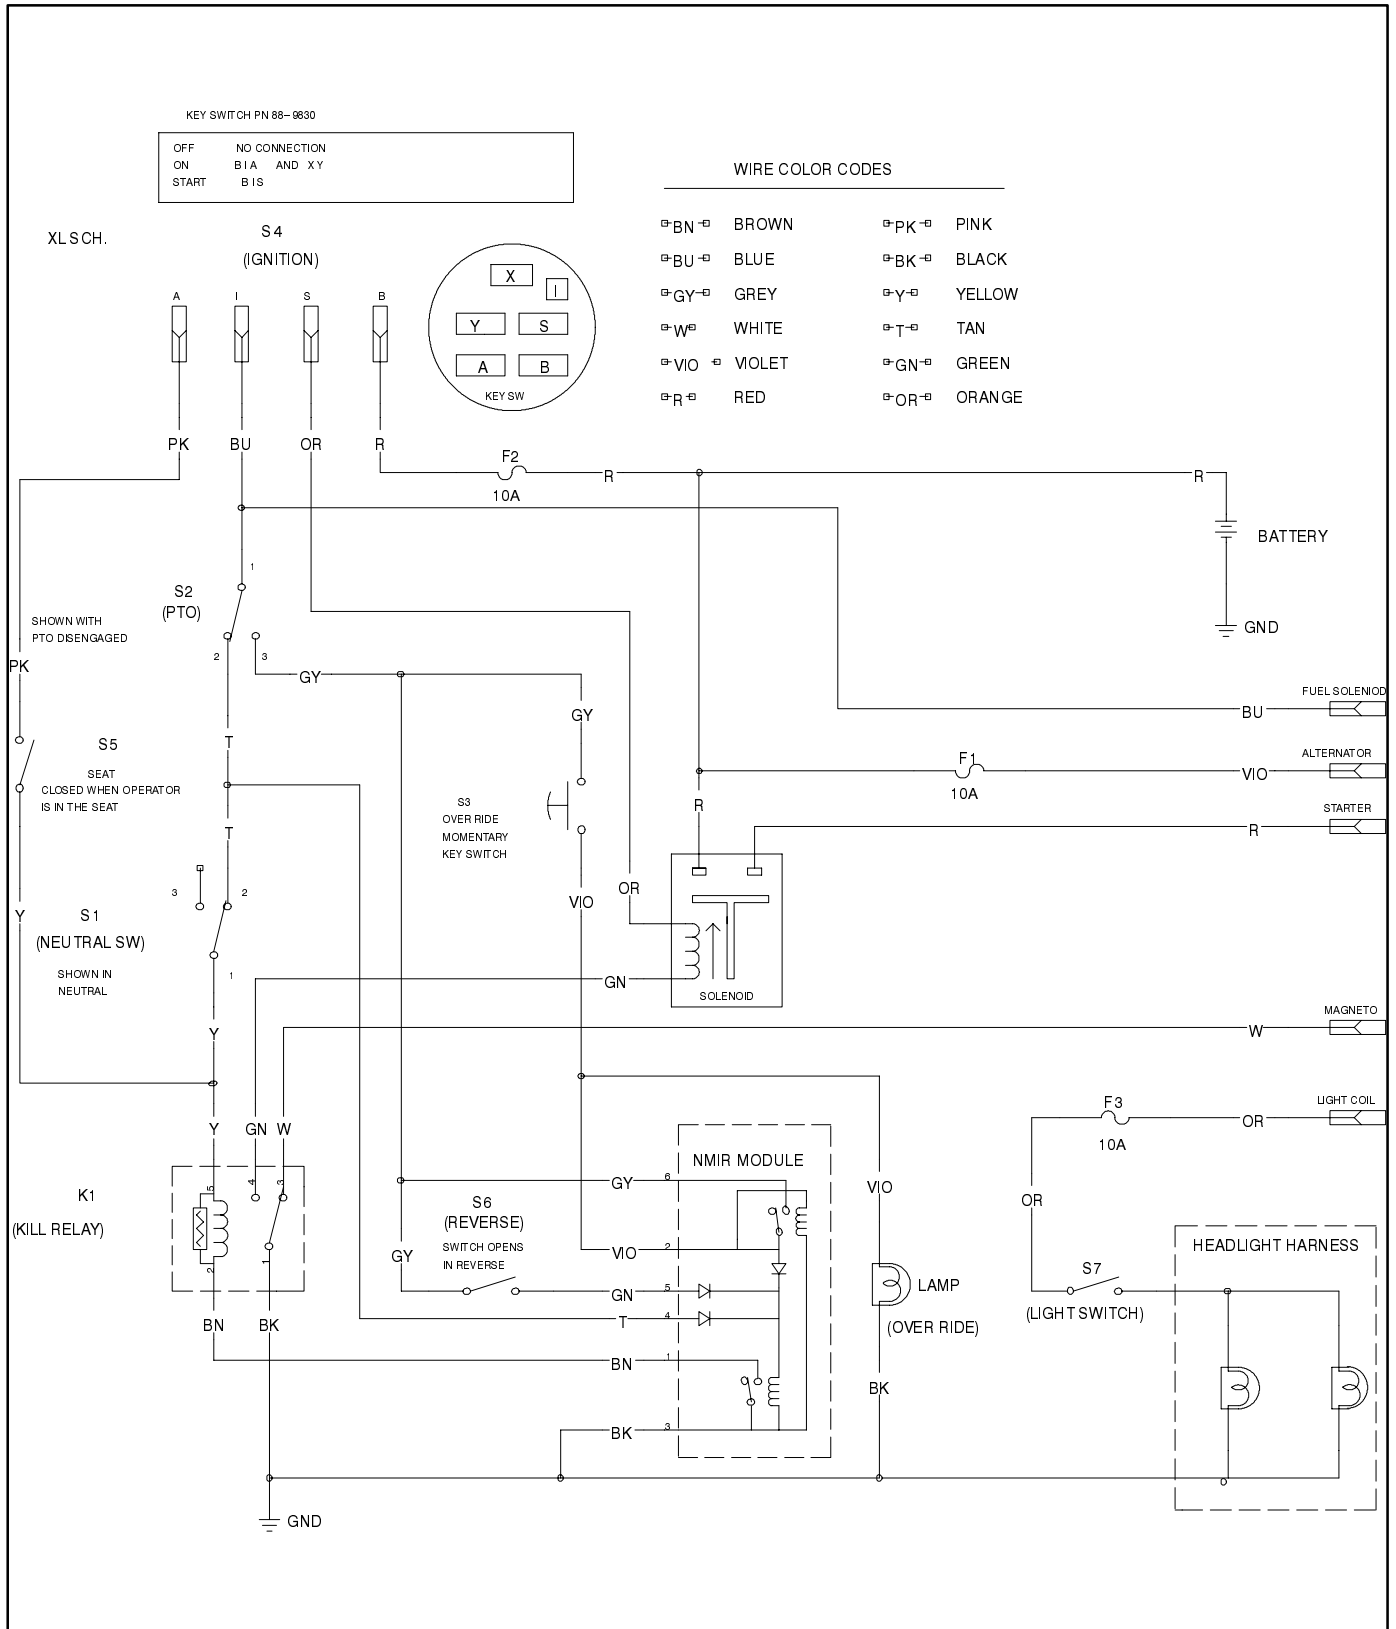 KEY SWITCH PN 88-9830
OFF NO CONNECTION
ON B I A AND X Y
START B I S
WIRE COLOR CODES
BN BROWN PK PINK
BU BLUE BK BLACK
GY GREY Y YELLOW
W WHITE T TAN
VIO VIOLET GN GREEN
R RED OR ORANGE
XL SCH.
S4
(IGNITION)
A I S B
X
I
Y S
A B
KEY SW
PK BU OR R
F2
10A
R
R
BATTERY
GND
1
S2
(PTO)
SHOWN WITH
PTO DISENGAGED
2 3
PK
GY
GY
FUEL SOLENIOD
BU
T
S5
SEAT
CLOSED WHEN OPERATOR
IS IN THE SEAT
ALTERNATOR
F1
10A
VIO
S3
OVER RIDE
MOMENTARY
KEY SWITCH
R
STARTER
R
T
3 2
VIO
OR
Y
S1
(NEUTRAL SW)
SHOWN IN
NEUTRAL
1
GN
SOLENOID
MAGNETO
W
Y
LIGHT COIL
F3
10A
OR
Y GN W
NMIR MODULE
K1
(KILL RELAY)
5 4 3
2 1
GY 6
VIO
OR
S6
(REVERSE)
SWITCH OPENS
IN REVERSE
GY
VIO 2
HEADLIGHT HARNESS
S7
(LIGHT SWITCH)
GN 5
LAMP
(OVER RIDE)
T 4
BN BK
BN 1
BK
BK 3
GND